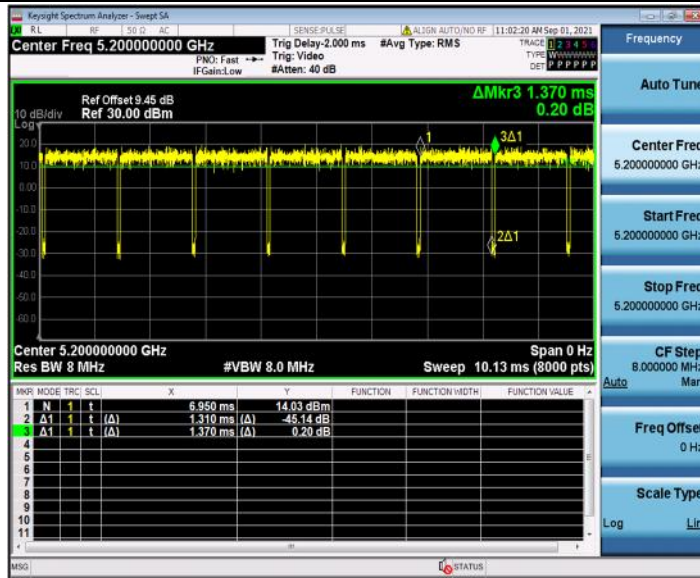 Keysight Spectrum Analyzer - Swept SA
RL RF 50 Ω AC SENSE:PULSE ALIGN AUTO/NO RF 11:02:20 AM Sep 01, 2021
Center Freq 5.200000000 GHz
PNO: Fast
IFGain:Low
Trig Delay-2.000 ms
Trig: Video
#Atten: 40 dB
#Avg Type: RMS
TRACE 1 2 3 4 5 6
TYPE
DET P P P P P P
ΔMkr3 1.370 ms
0.20 dB
Ref Offset 9.45 dB
10 dB/div Ref 30.00 dBm
Log
20.0
10.0
0.00
-10.0
-20.0
-30.0
-40.0
-50.0
-60.0
1
3Δ1
2Δ1
Center 5.200000000 GHz Span 0 Hz
Res BW 8 MHz #VBW 8.0 MHz Sweep 10.13 ms (8000 pts)
MKR MODE TRC SCL X Y FUNCTION FUNCTION WIDTH FUNCTION VALUE
1 N 1 t 6.950 ms 14.03 dBm
2 Δ1 1 t (Δ) 1.310 ms (Δ) -45.14 dB
3 Δ1 1 t (Δ) 1.370 ms (Δ) 0.20 dB
4
5
6
7
8
9
10
11
MSG STATUS
Frequency
Auto Tune
Center Freq
5.200000000 GHz
Start Freq
5.200000000 GHz
Stop Freq
5.200000000 GHz
CF Step
8.000000 MHz
Auto Man
Freq Offset
0 Hz
Scale Type
Log Lin